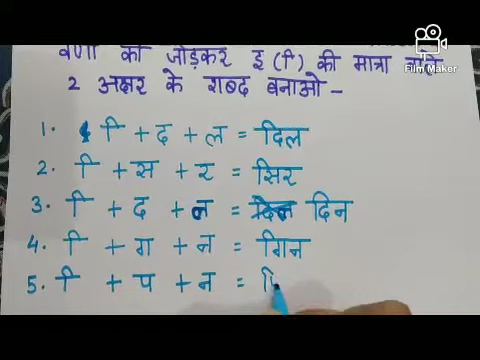 वर्णों को जोड़कर इ (ि) की मात्रा वाले
Film Maker
2 अक्षर के शब्द बनाओ-
1. ि + द + ल = दिल
2. ि + स + र = सिर
3. ि + द + न = दिन
4. ि + ग + न = गिन
5. ि + प + न = ि